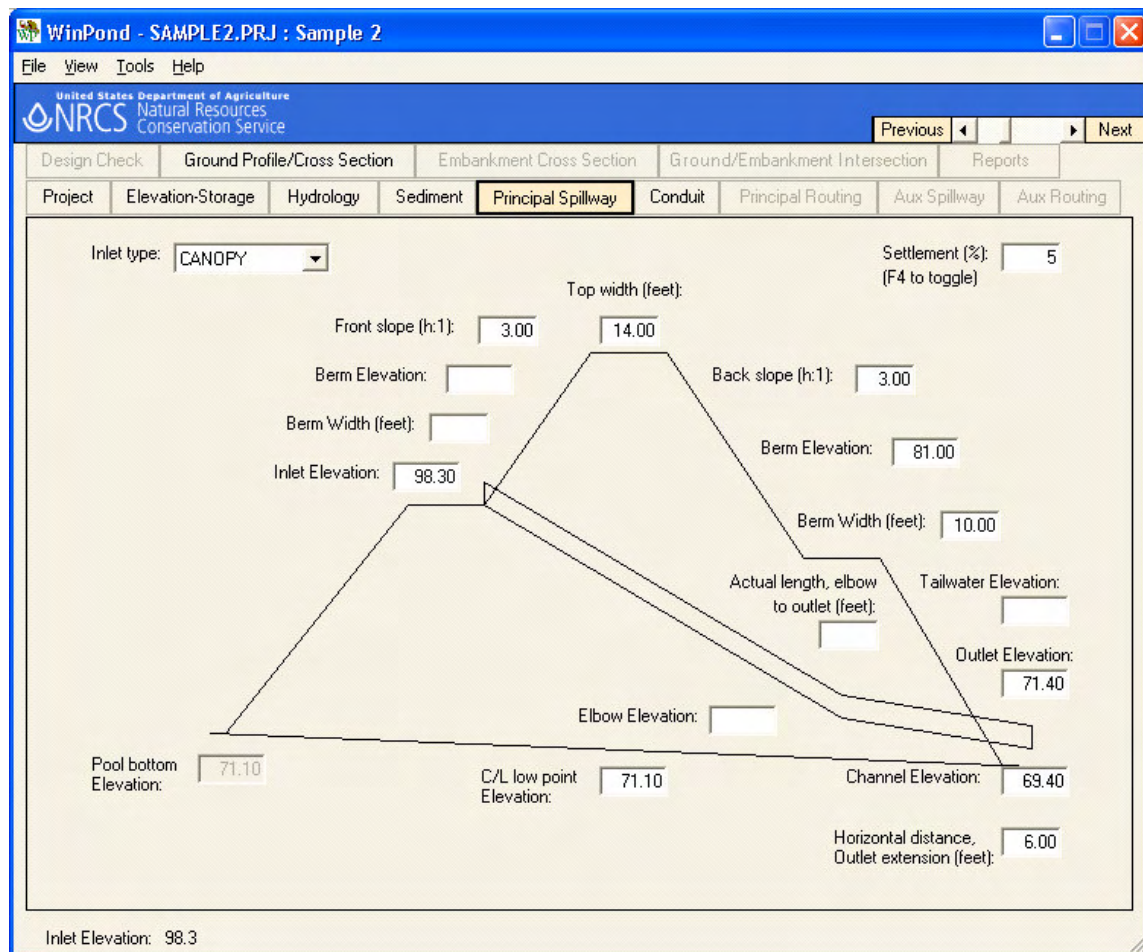 WinPond - SAMPLE2.PRJ : Sample 2
File View Tools Help
United States Department of Agriculture
NRCS Natural Resources
Conservation Service
Previous Next
Design Check Ground Profile/Cross Section Embankment Cross Section Ground/Embankment Intersection Reports
Project Elevation-Storage Hydrology Sediment Principal Spillway Conduit Principal Routing Aux Spillway Aux Routing
Inlet type: CANOPY
Settlement (%): 5
(F4 to toggle)
Top width (feet):
Front slope (h:1): 3.00 14.00
Berm Elevation:
Back slope (h:1): 3.00
Berm Width (feet):
Berm Elevation: 81.00
Inlet Elevation: 98.30
Berm Width (feet): 10.00
Actual length, elbow
to outlet (feet):
Tailwater Elevation:
Outlet Elevation:
71.40
Elbow Elevation:
Pool bottom
Elevation: 71.10
C/L low point
Elevation: 71.10
Channel Elevation: 69.40
Horizontal distance,
Outlet extension (feet): 6.00
Inlet Elevation: 98.3